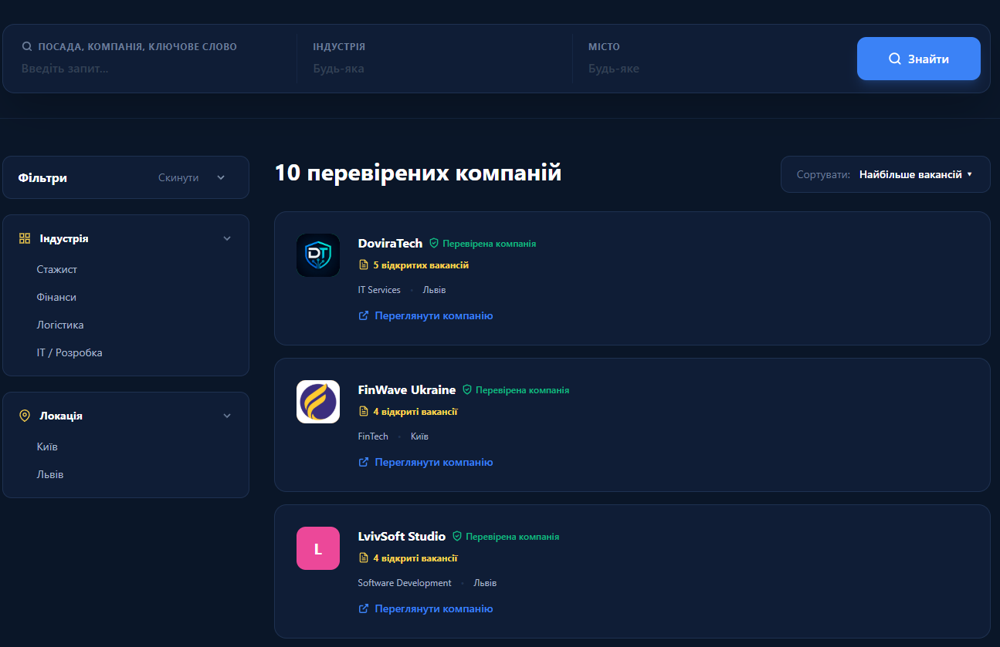 ПОСАДА, КОМПАНІЯ, КЛЮЧОВЕ СЛОВО
Введіть запит...
ІНДУСТРІЯ
Будь-яка
МІСТО
Будь-яке
Знайти
Фільтри
Скинути
Індустрія
Стажист
Фінанси
Логістика
IT / Розробка
Локація
Київ
Львів
10 перевірених компаній
Сортувати: Найбільше вакансій
DT
DoviraTech Перевірена компанія
5 відкритих вакансій
IT Services · Львів
Переглянути компанію
FinWave Ukraine Перевірена компанія
4 відкриті вакансії
FinTech · Київ
Переглянути компанію
L
LvivSoft Studio Перевірена компанія
4 відкриті вакансії
Software Development · Львів
Переглянути компанію